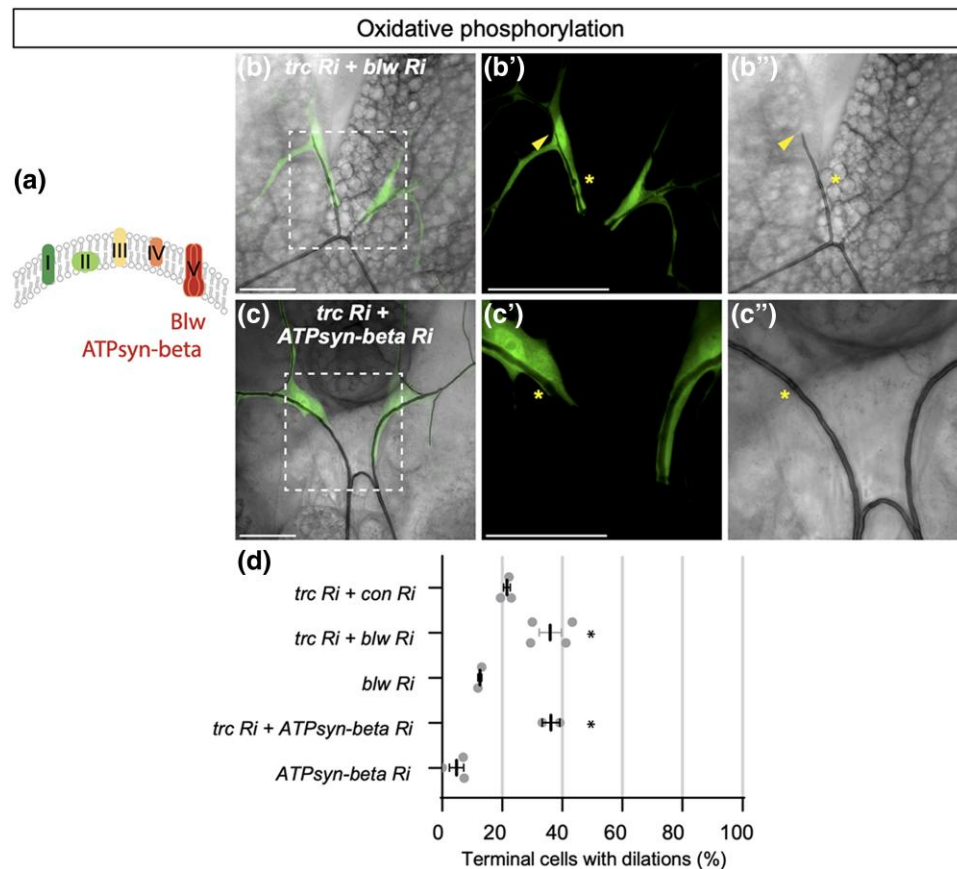 Oxidative phosphorylation
(a)
I
II
III
IV
V
Blw
ATPsyn-beta
(b)
trc Ri + blw Ri
(b')
*
(b")
*
(c)
trc Ri +
ATPsyn-beta Ri
(c')
*
(c")
*
(d)
trc Ri + con Ri
trc Ri + blw Ri
*
blw Ri
trc Ri + ATPsyn-beta Ri
*
ATPsyn-beta Ri
0 20 40 60 80 100
Terminal cells with dilations (%)